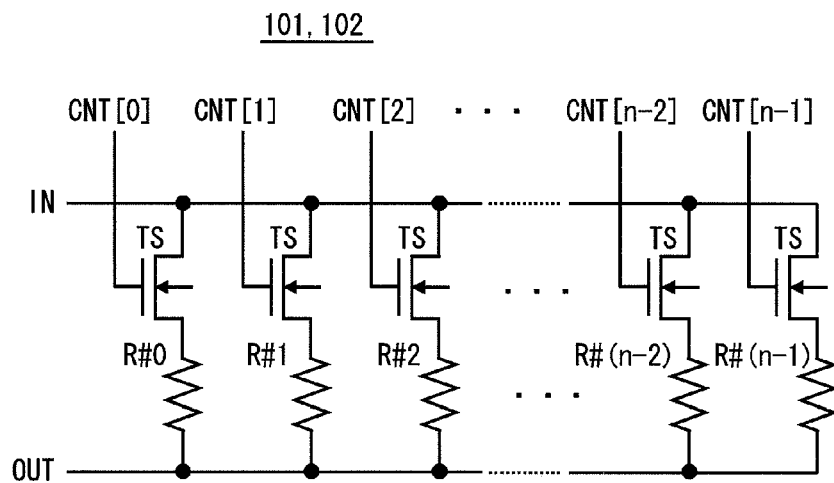 101, 102
CNT[0] CNT[1] CNT[2] · · · CNT[n-2] CNT[n-1]
IN
TS TS TS TS TS
· · ·
R#0 R#1 R#2 R#(n-2) R#(n-1)
· · ·
OUT